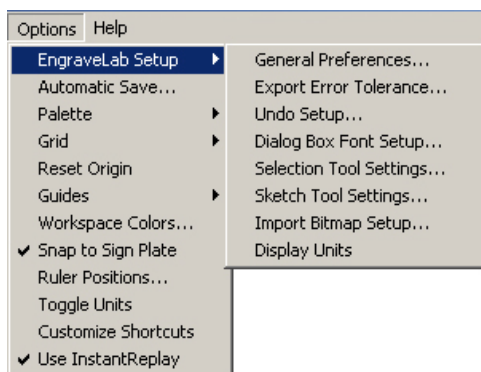 Options Help
EngraveLab Setup
Automatic Save...
Palette
Grid
Reset Origin
Guides
Workspace Colors...
Snap to Sign Plate
Ruler Positions...
Toggle Units
Customize Shortcuts
Use InstantReplay
General Preferences...
Export Error Tolerance...
Undo Setup...
Dialog Box Font Setup...
Selection Tool Settings...
Sketch Tool Settings...
Import Bitmap Setup...
Display Units